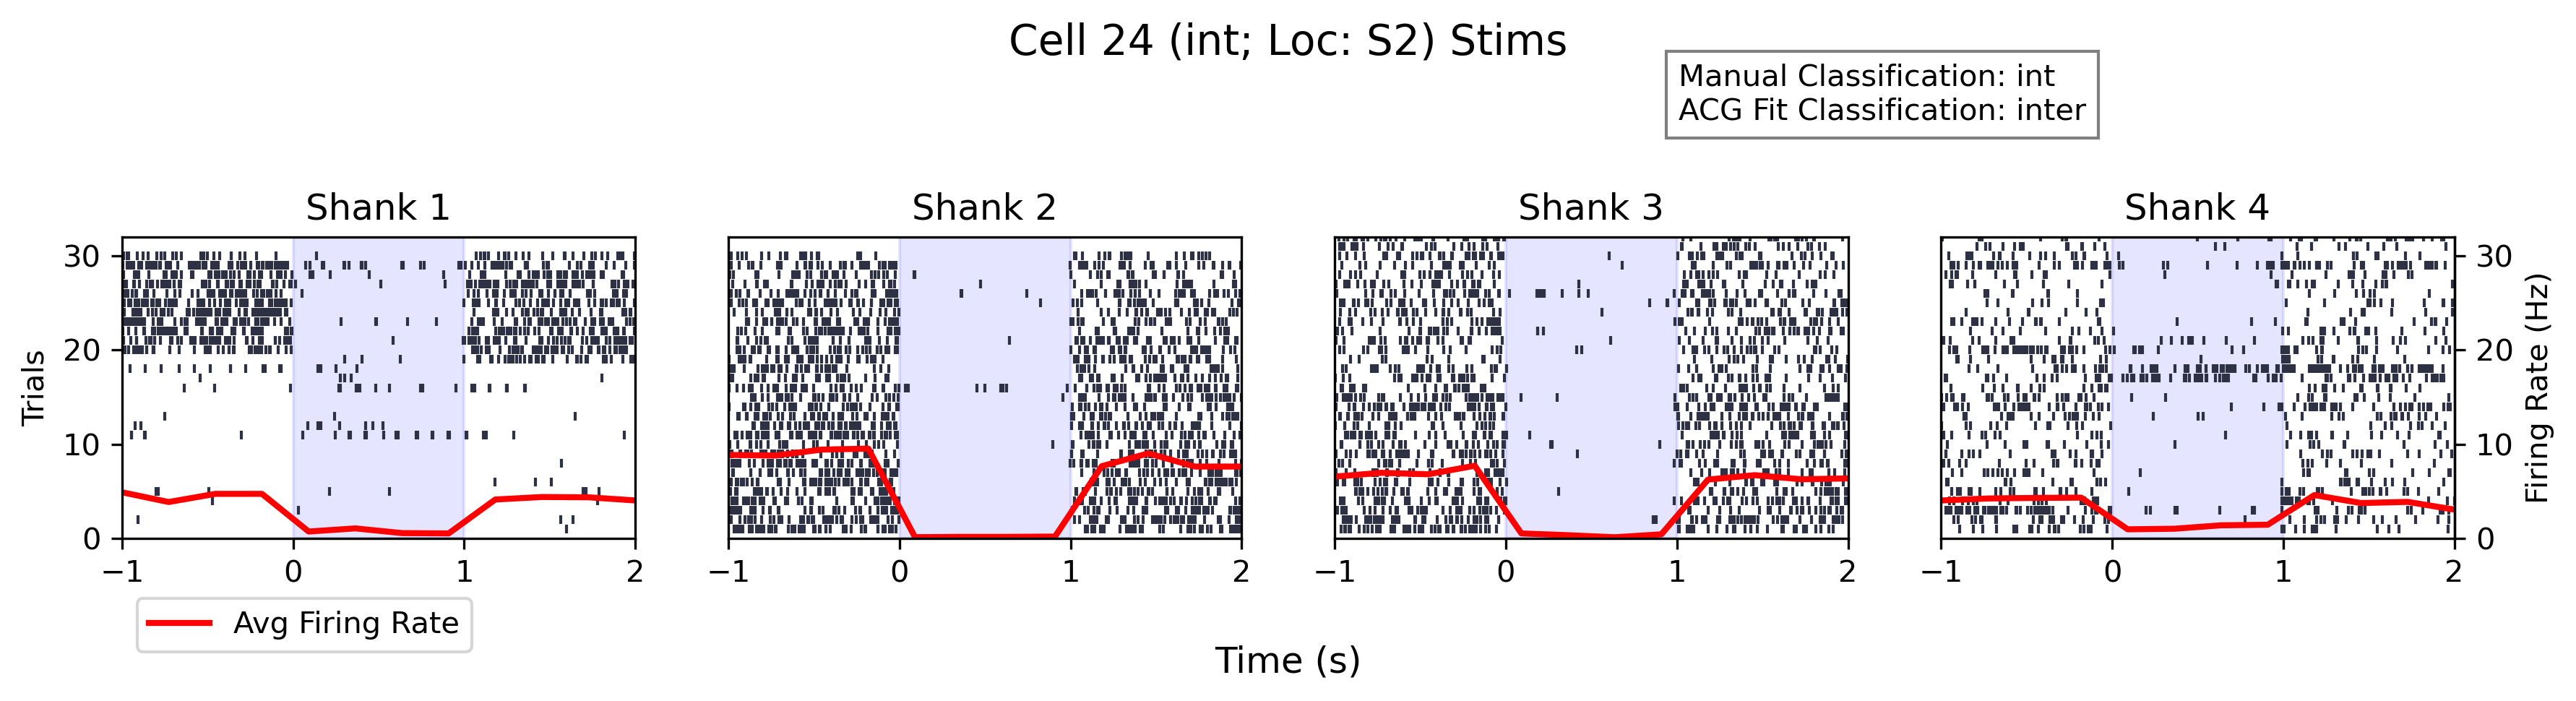 Cell 24 (int; Loc: S2) Stims
Manual Classification: int
ACG Fit Classification: inter
Shank 1
Shank 2
Shank 3
Shank 4
30
20
10
0
Trials
−1 0 1 2
−1 0 1 2
−1 0 1 2
−1 0 1 2
30
20
10
0
Firing Rate (Hz)
Avg Firing Rate
Time (s)